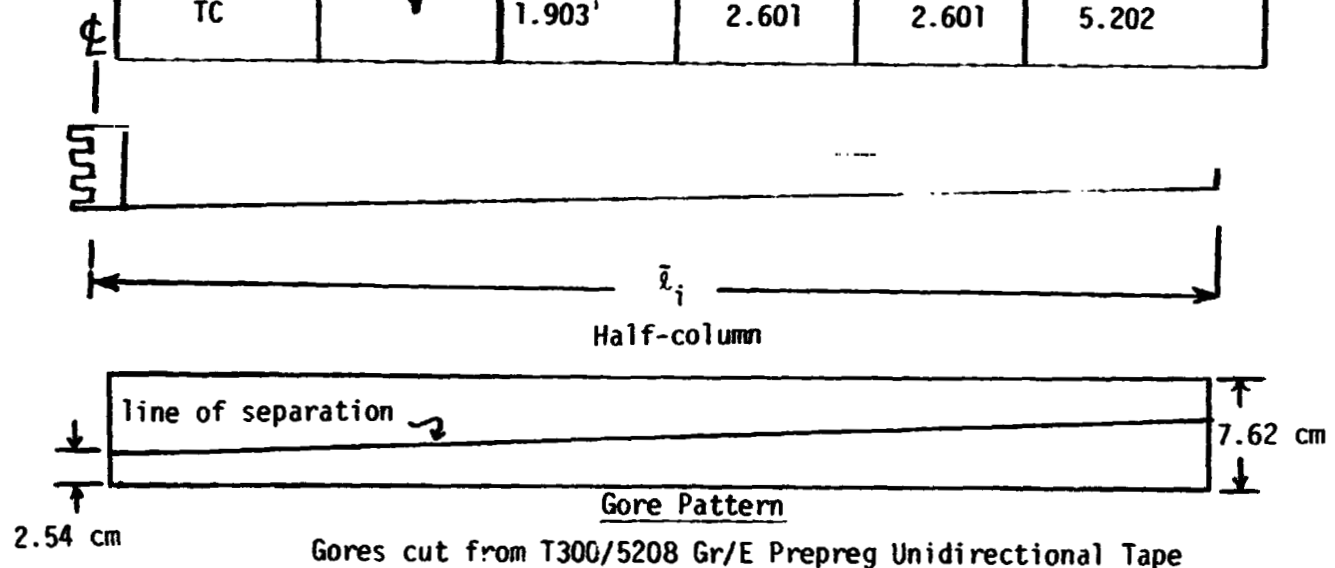 TC 1.903' 2.601 2.601 5.202
℄
l̄i
Half-column
line of separation
7.62 cm
2.54 cm
Gore Pattern
Gores cut from T300/5208 Gr/E Prepreg Unidirectional Tape